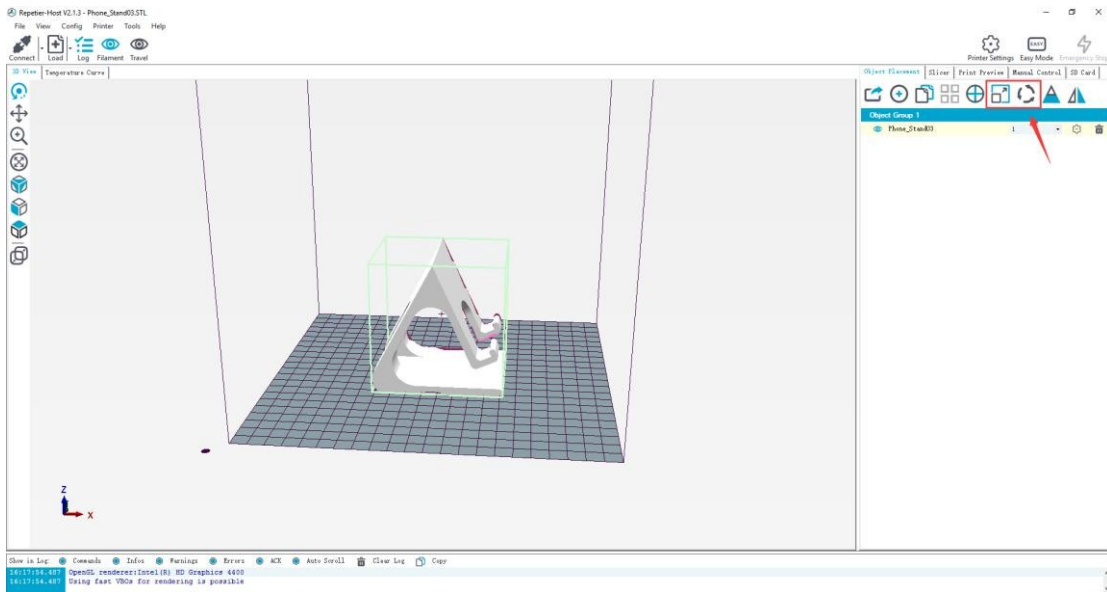 Repetier-Host V2.1.3 - Phone_Stand03.STL
File View Config Printer Tools Help
Connect Load Log Filament Travel Printer Settings Easy Mode Emergency Stop
EASY
3D View Temperature Curve Object Placement Slicer Print Preview Manual Control SD Card
Object Group 1
Phone_Stand03 1
Z
X
Show in Log: Commands Infos Warnings Errors ACK Auto Scroll Clear Log Copy
16:17:54.487 OpenGL renderer:Intel(R) HD Graphics 4400
16:17:54.487 Using fast VBOs for rendering is possible